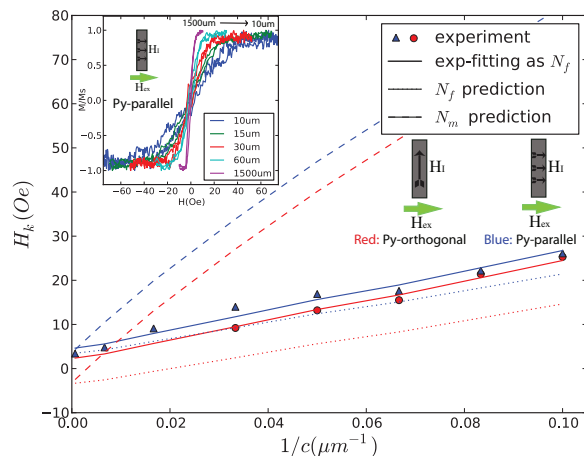 80
70
60
50
40
30
20
10
0
−10
H_k(Oe)
0.00
0.02
0.04
0.06
0.08
0.10
1/c(μm⁻¹)
1500um
10um
H_I
H_ex
Py-parallel
M/Ms
1.0
0.5
0.0
−0.5
−1.0
−60
−40
−20
0
20
40
60
H(Oe)
10um
15um
30um
60um
1500um
experiment
exp-fitting as N_f
N_f prediction
N_m prediction
H_I
H_ex
H_I
H_ex
Red: Py-orthogonal
Blue: Py-parallel